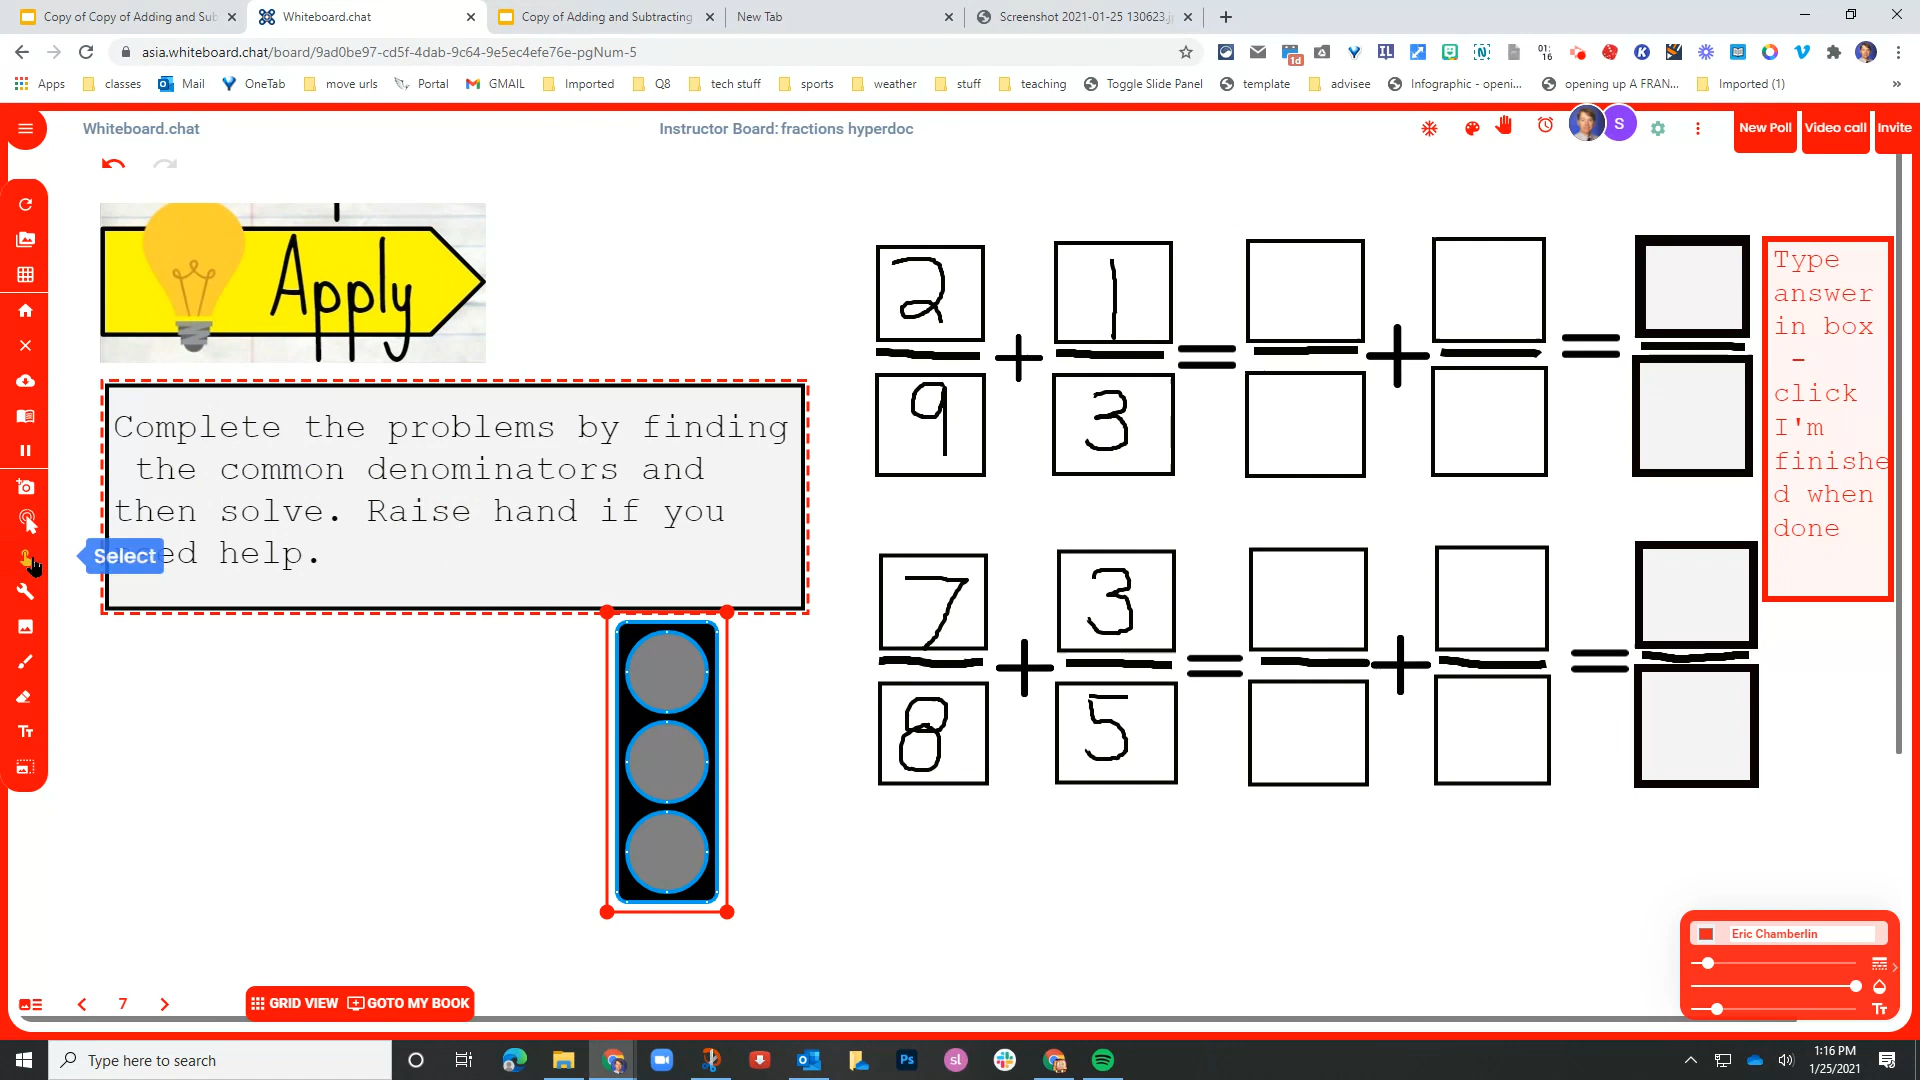 Copy of Copy of Adding and Sub
Whiteboard.chat
Copy of Adding and Subtracting
New Tab
Screenshot 2021-01-25 130623.j
asia.whiteboard.chat/board/9ad0be97-cd5f-4dab-9c64-9e5ec4efe76e-pgNum-5
Apps
classes
Mail
OneTab
move urls
Portal
GMAIL
Imported
Q8
tech stuff
sports
weather
stuff
teaching
Toggle Slide Panel
template
advisee
Infographic - openi...
opening up A FRAN...
Imported (1)
Whiteboard.chat
Instructor Board: fractions hyperdoc
S
New Poll
Video call
Invite
Apply
Complete the problems by finding
the common denominators and
then solve. Raise hand if you
ed help.
Select
2 + 1 = + =
9 3
7 + 3 = + =
8 5
Type
answer
in box
-
click
I'm
finishe
d when
done
Eric Chamberlin
Tt
7
GRID VIEW
GOTO MY BOOK
Type here to search
1:16 PM
1/25/2021